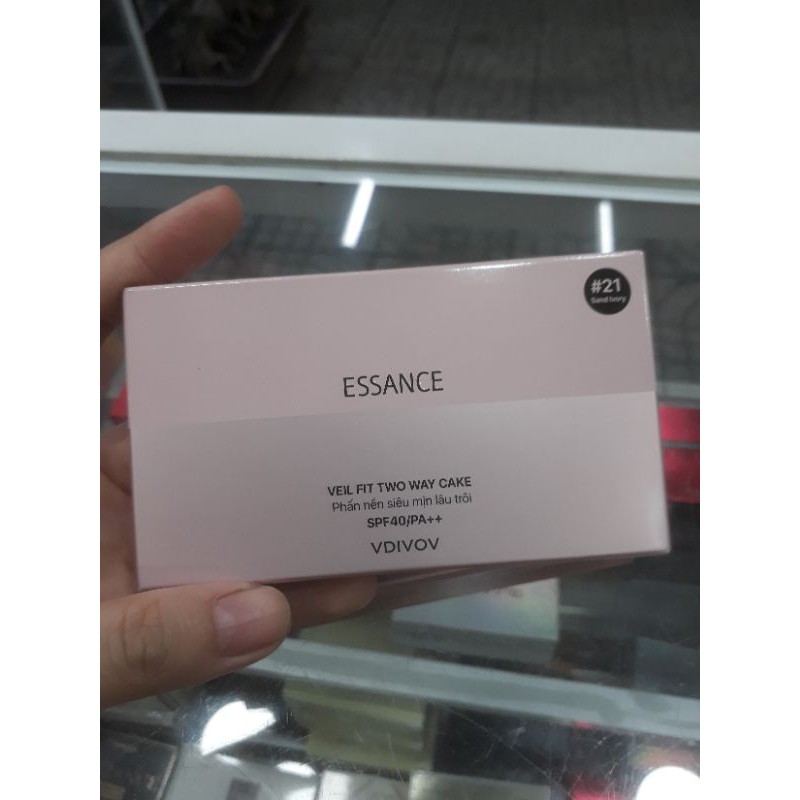 #21
Sand Ivory
ESSANCE
VEIL FIT TWO WAY CAKE
Phấn nền siêu mịn lâu trôi
SPF40/PA++
VDIVOV